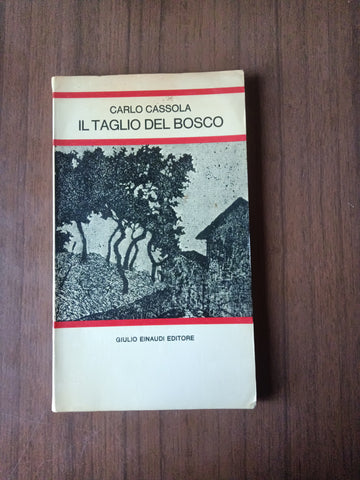 CARLO CASSOLA
IL TAGLIO DEL BOSCO
GIULIO EINAUDI EDITORE